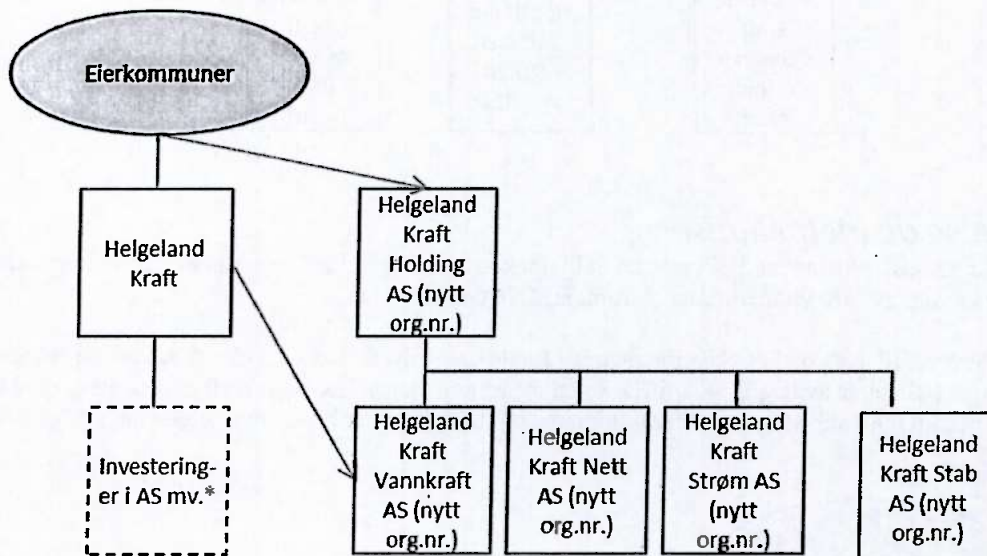 Eierkommuner
Helgeland
Kraft
Helgeland
Kraft
Holding
AS (nytt
org.nr.)
Investering-
er i AS mv.*
Helgeland
Kraft
Vannkraft
AS (nytt
org.nr.)
Helgeland
Kraft Nett
AS (nytt
org.nr.)
Helgeland
Kraft
Strøm AS
(nytt
org.nr.)
Helgeland
Kraft Stab
AS (nytt
org.nr.)